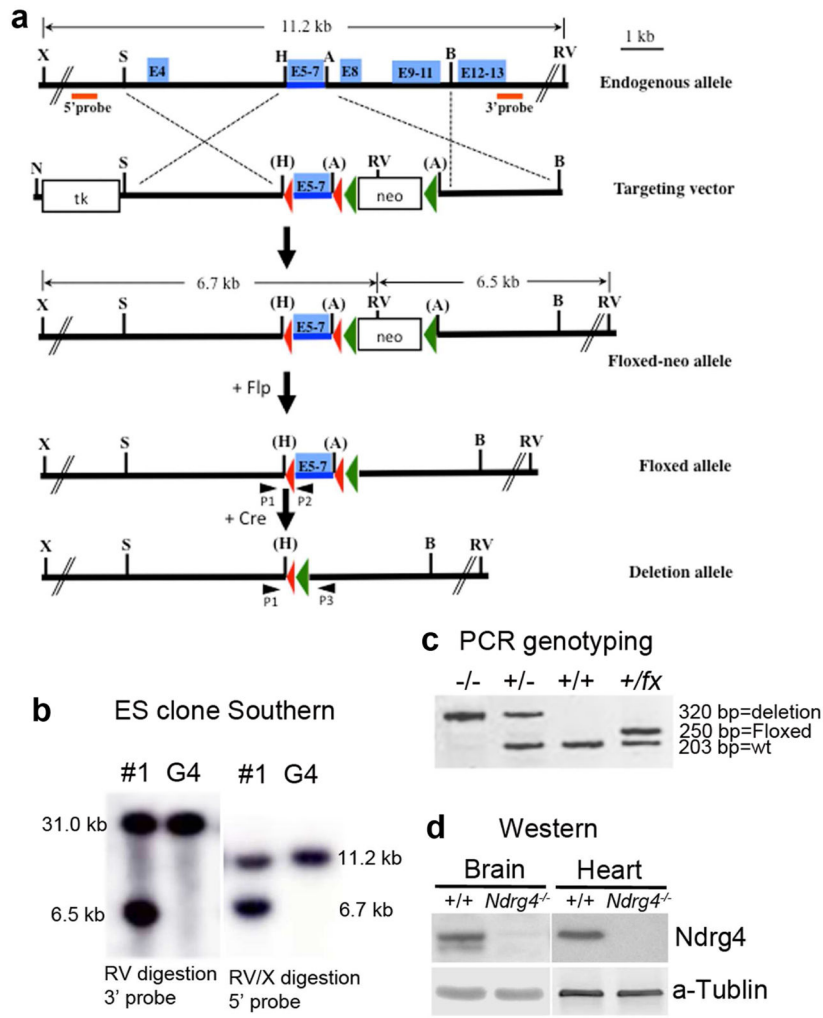 a
11.2 kb
1 kb
X S H A B RV
E4 E5-7 E8 E9-11 E12-13
Endogenous allele
5'probe 3'probe
N S (H) (A) RV (A) B
tk E5-7 neo
Targeting vector
6.7 kb 6.5 kb
X S (H) (A) RV (A) B RV
E5-7 neo
Floxed-neo allele
+ Flp
X S (H) (A) B RV
E5-7
Floxed allele
P1 P2
+ Cre
X S (H) B RV
Deletion allele
P1 P3
b ES clone Southern
#1 G4 #1 G4
31.0 kb
11.2 kb
6.5 kb
6.7 kb
RV digestion
3' probe
RV/X digestion
5' probe
c PCR genotyping
-/- +/- +/+ +/fx
320 bp=deletion
250 bp=Floxed
203 bp=wt
d Western
Brain Heart
+/+ Ndrg4-/- +/+ Ndrg4-/-
Ndrg4
a-Tublin